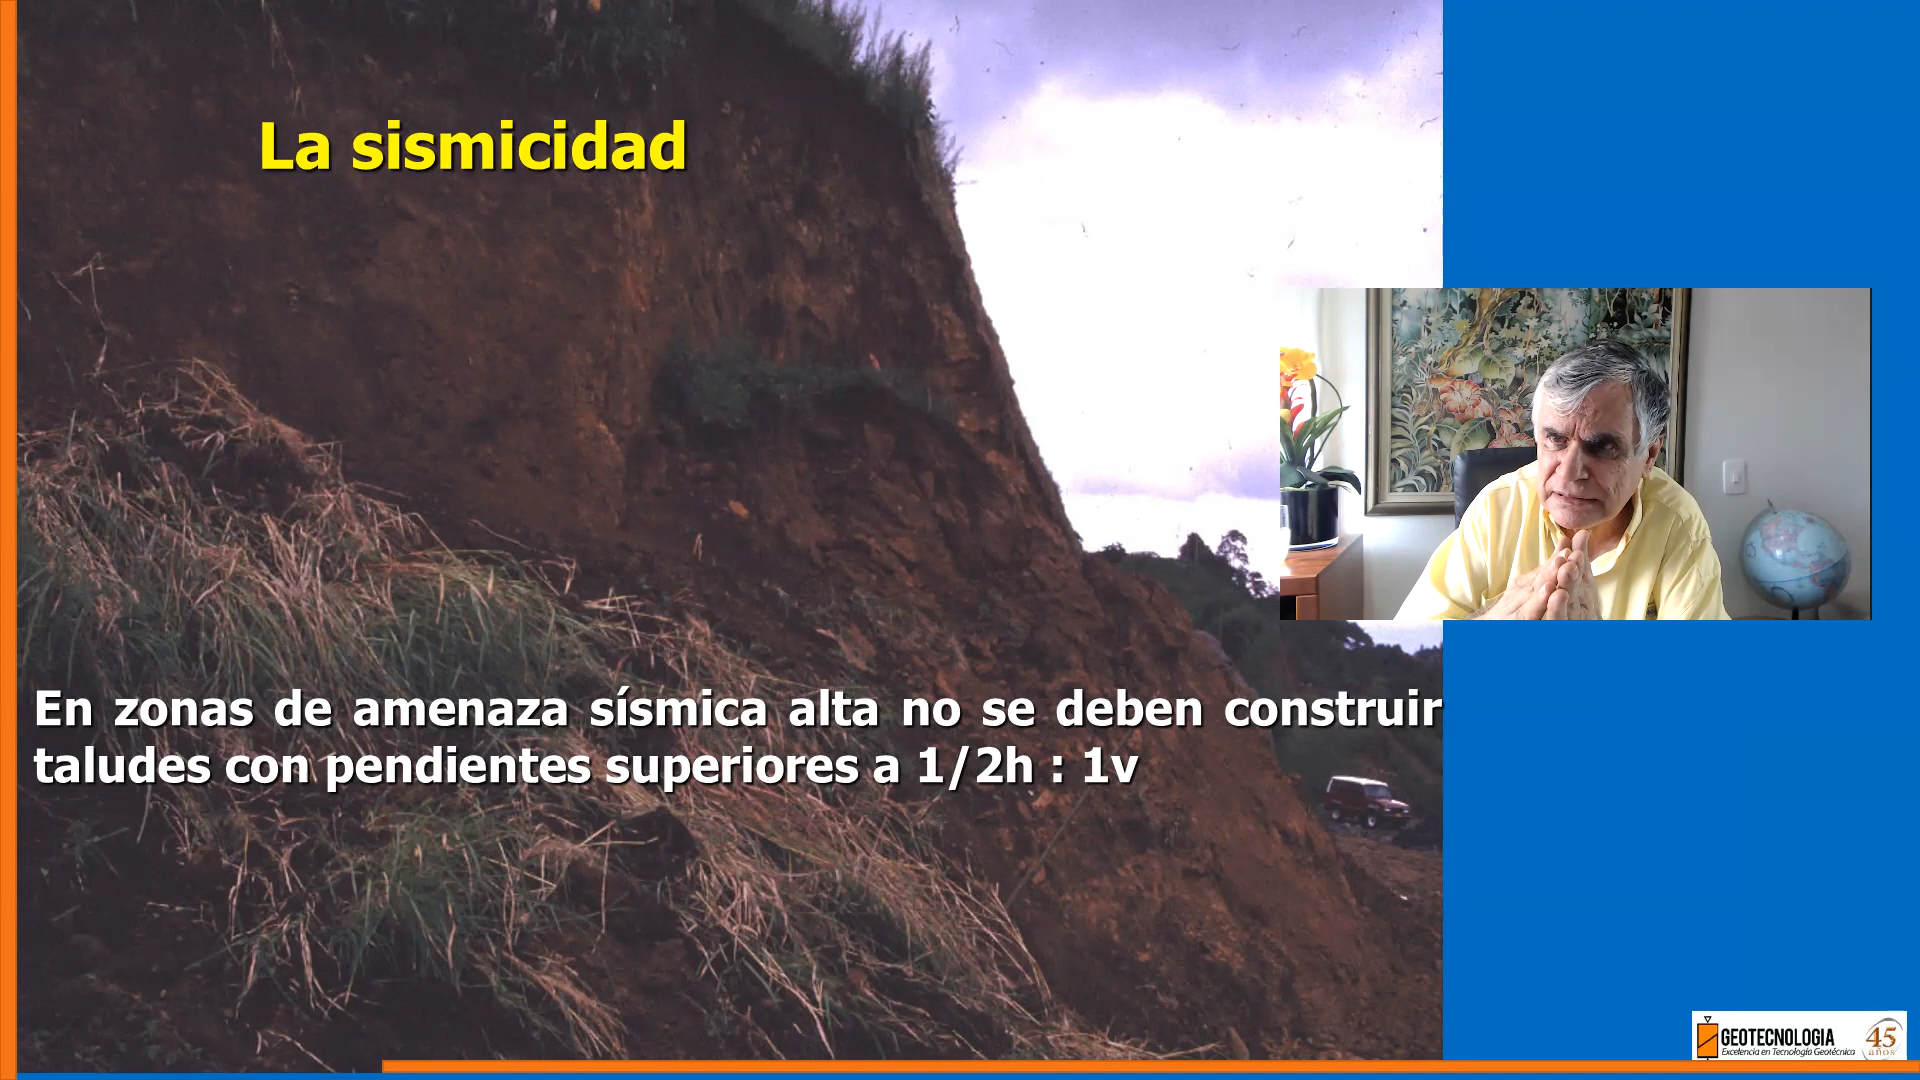 La sismicidad
En zonas de amenaza sísmica alta no se deben construir
taludes con pendientes superiores a 1/2h : 1v
GEOTECNOLOGIA
Excelencia en Tecnología Geotécnica
45
años